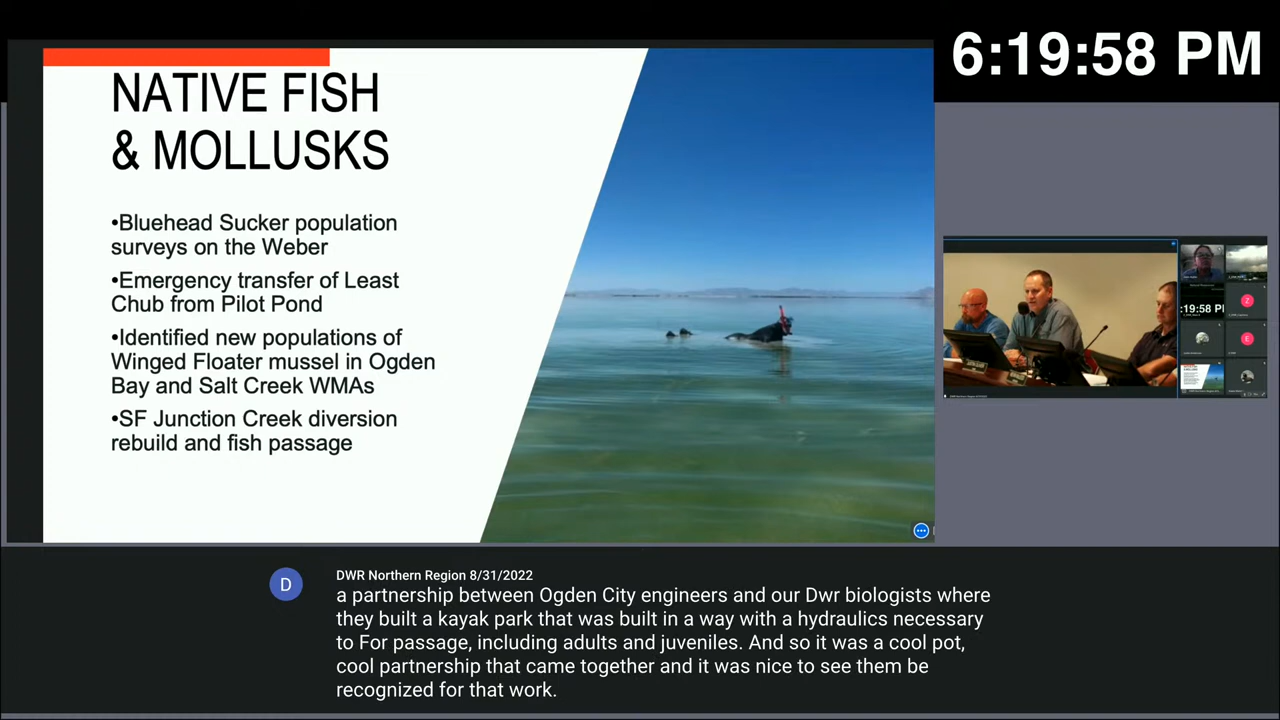 6:19:58 PM
NATIVE FISH
& MOLLUSKS
•Bluehead Sucker population
surveys on the Weber
•Emergency transfer of Least
Chub from Pilot Pond
•Identified new populations of
Winged Floater mussel in Ogden
Bay and Salt Creek WMAs
•SF Junction Creek diversion
rebuild and fish passage
:19:58 P
Z
E
D
DWR Northern Region 8/31/2022
a partnership between Ogden City engineers and our Dwr biologists where
they built a kayak park that was built in a way with a hydraulics necessary
to For passage, including adults and juveniles. And so it was a cool pot,
cool partnership that came together and it was nice to see them be
recognized for that work.